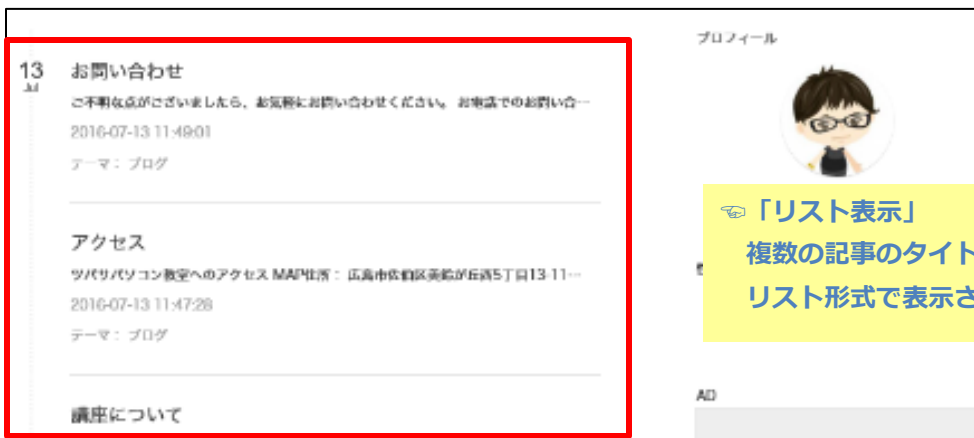 13
Jul
お問い合わせ
ご不明な点がございましたら、お気軽にお問い合わせください。 お電話でのお問い合…
2016-07-13 11:49:01
テーマ： ブログ
アクセス
ツバサパソコン教室へのアクセス MAP住所： 広島市佐伯区美鈴が丘西5丁目13-11…
2016-07-13 11:47:28
テーマ： ブログ
講座について
プロフィール
☜「リスト表示」
複数の記事のタイト
リスト形式で表示さ
AD